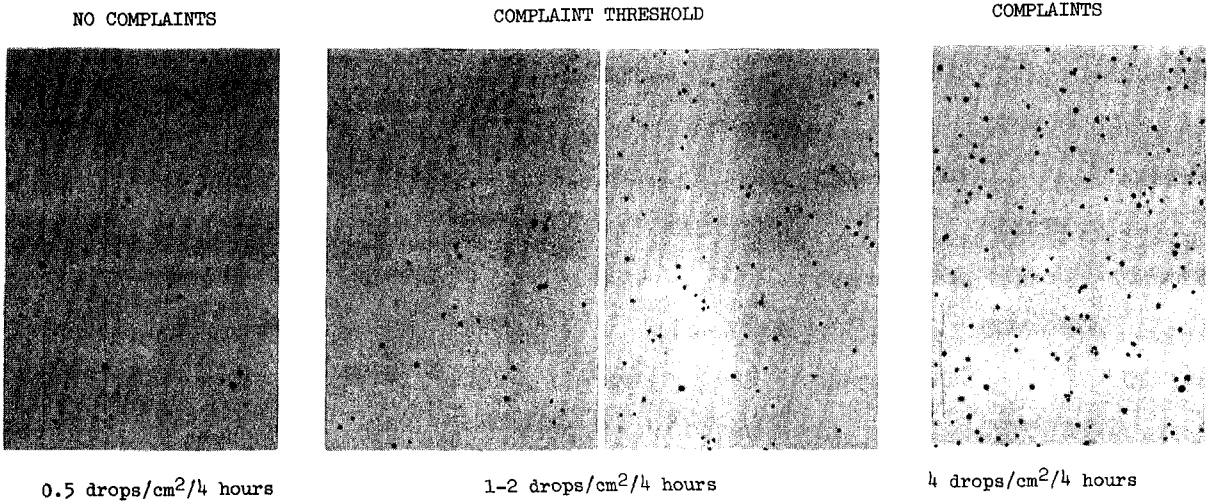 NO COMPLAINTS
COMPLAINT THRESHOLD
COMPLAINTS
0.5 drops/cm²/4 hours
1-2 drops/cm²/4 hours
4 drops/cm²/4 hours